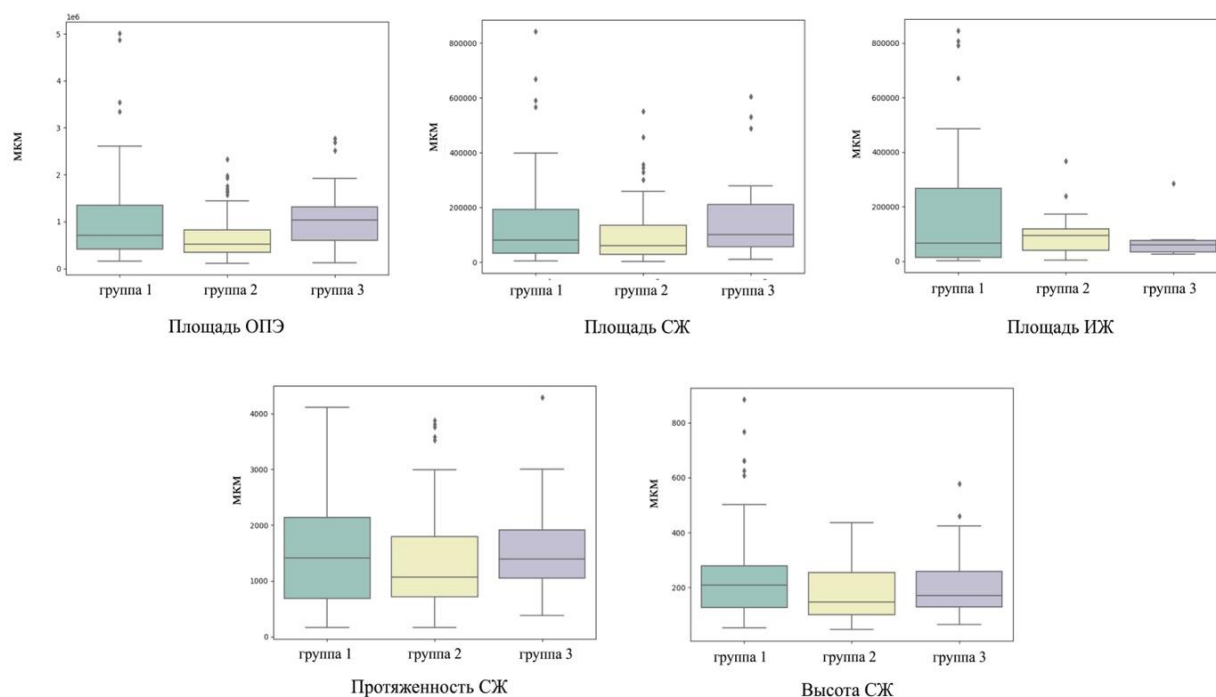 1e6
5
4
3
2
1
0
мкм
группа 1 группа 2 группа 3
Площадь ОПЭ
800000
600000
400000
200000
0
мкм
группа 1 группа 2 группа 3
Площадь СЖ
800000
600000
400000
200000
0
мкм
группа 1 группа 2 группа 3
Площадь ИЖ
4000
3000
2000
1000
0
мкм
группа 1 группа 2 группа 3
Протяженность СЖ
800
600
400
200
мкм
группа 1 группа 2 группа 3
Высота СЖ